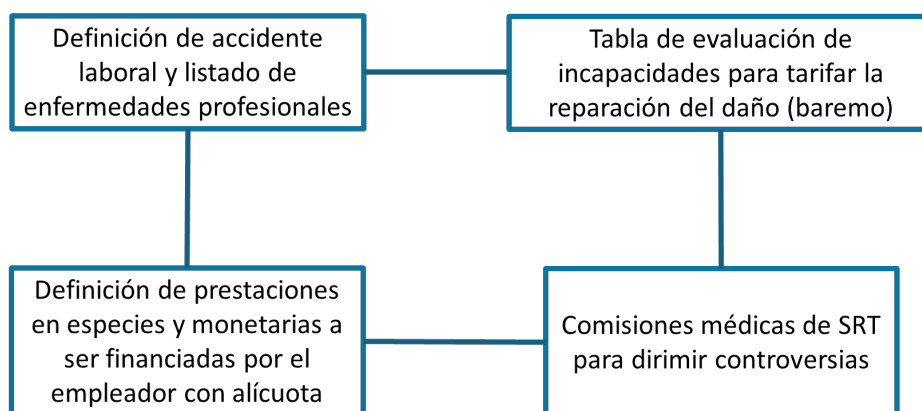 Definición de accidente
laboral y listado de
enfermedades profesionales
Tabla de evaluación de
incapacidades para tarifar la
reparación del daño (baremo)
Definición de prestaciones
en especies y monetarias a
ser financiadas por el
empleador con alícuota
Comisiones médicas de SRT
para dirimir controversias